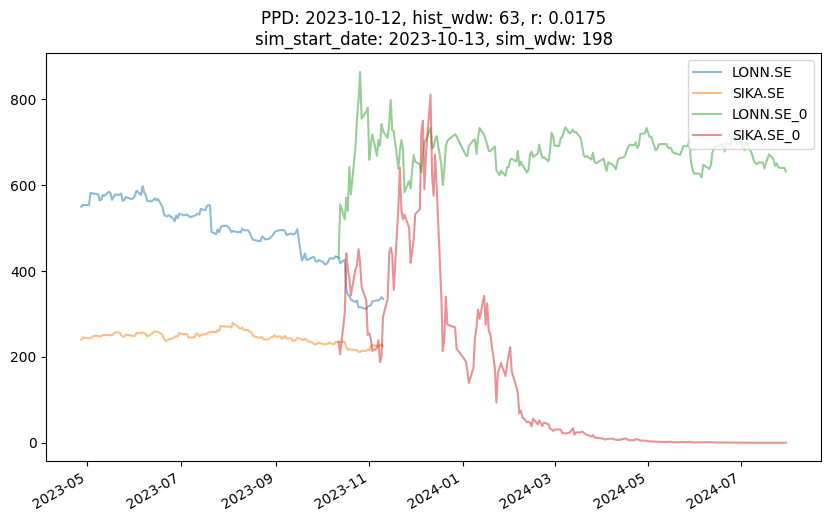 PPD: 2023-10-12, hist_wdw: 63, r: 0.0175
sim_start_date: 2023-10-13, sim_wdw: 198
LONN.SE
SIKA.SE
LONN.SE_0
SIKA.SE_0
800
600
400
200
0
2023-05
2023-07
2023-09
2023-11
2024-01
2024-03
2024-05
2024-07